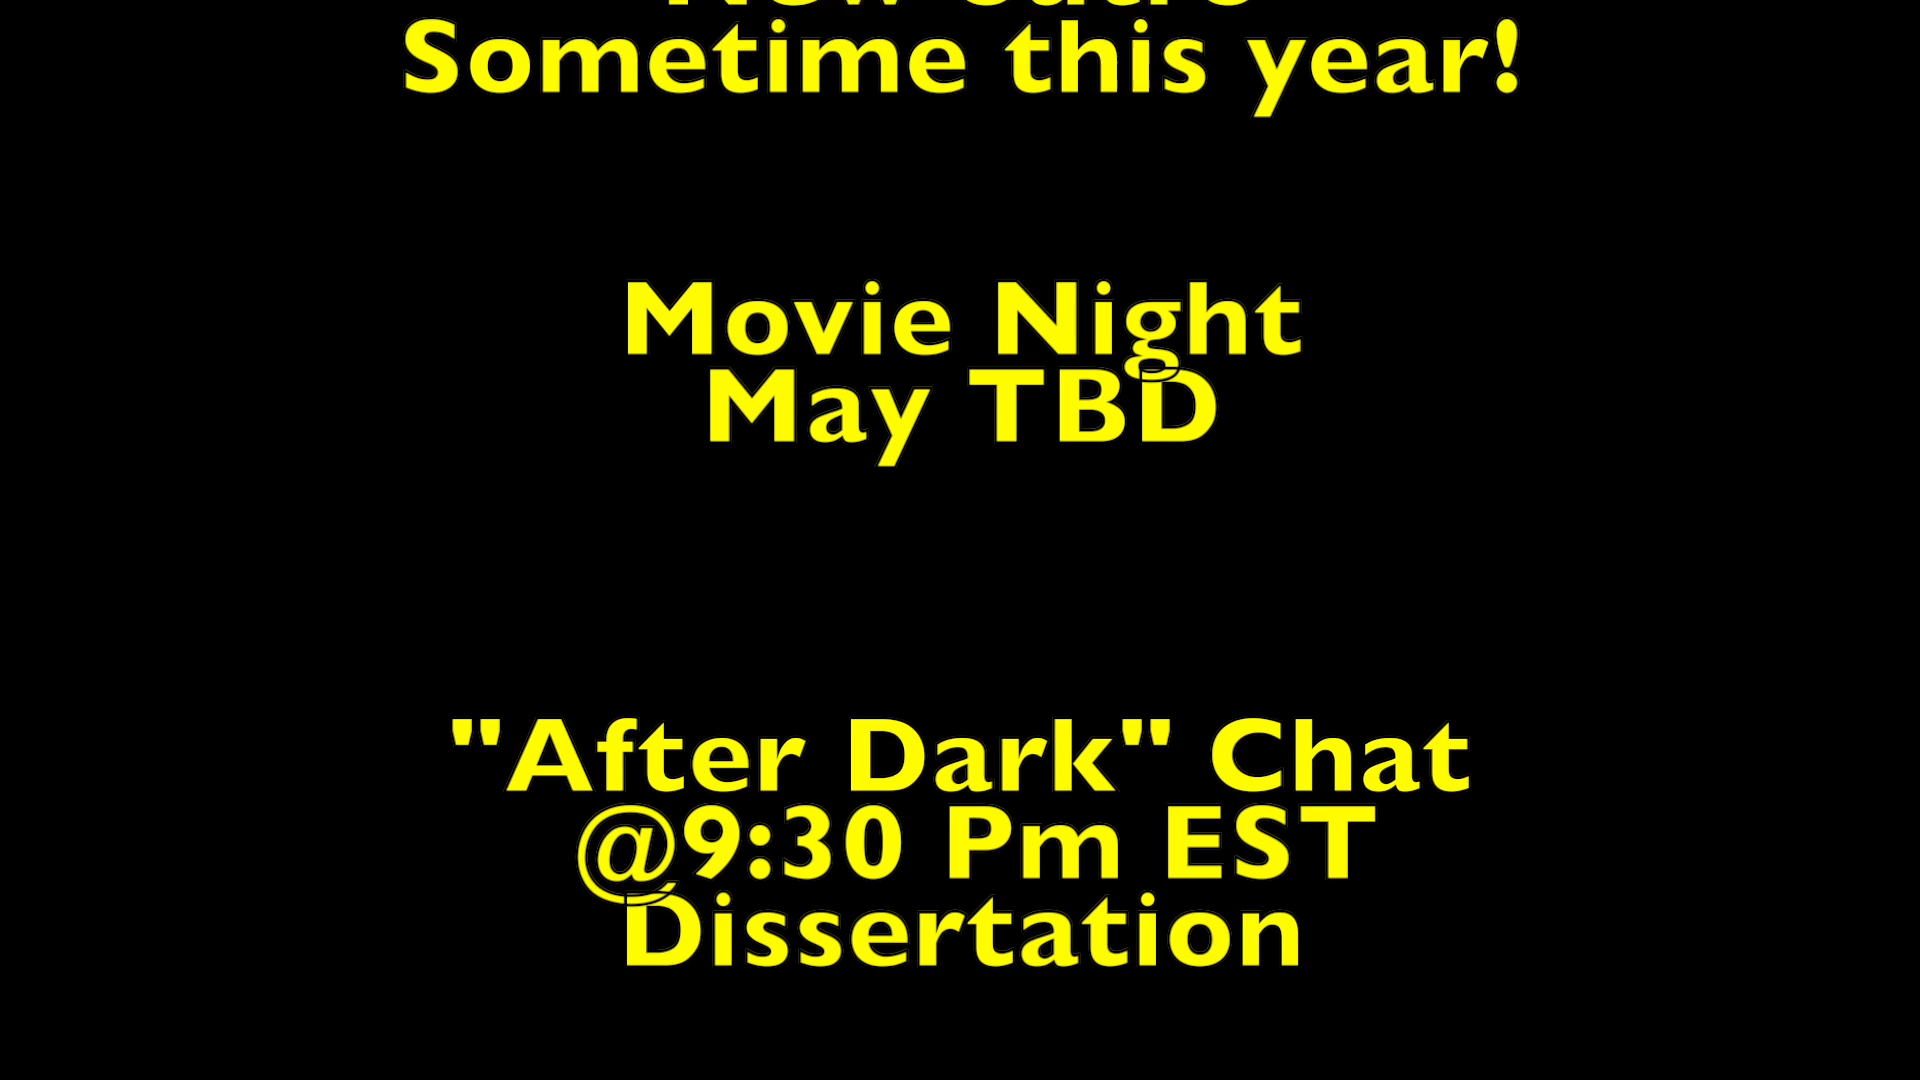 Sometime this year!
Movie Night
May TBD
"After Dark" Chat
@9:30 Pm EST
Dissertation